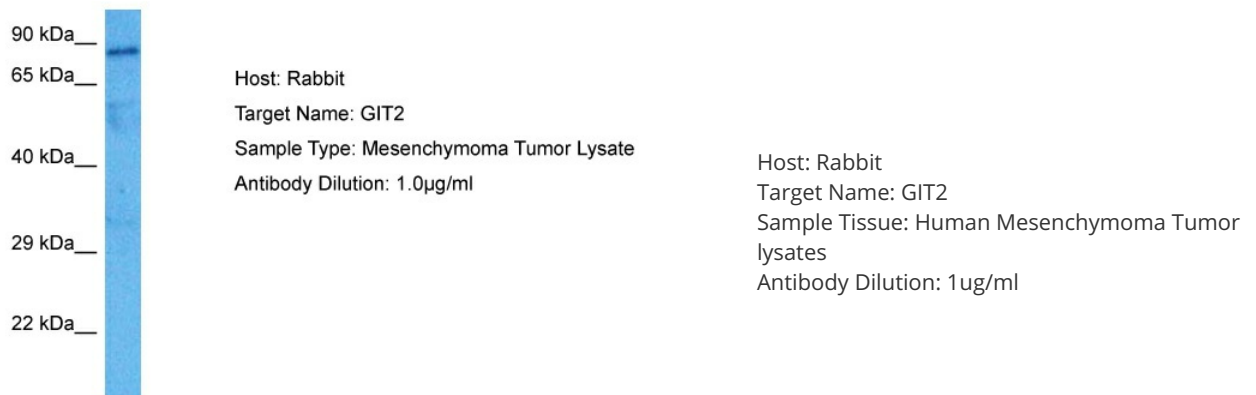 90 kDa__
65 kDa__
40 kDa__
29 kDa__
22 kDa__
Host: Rabbit
Target Name: GIT2
Sample Type: Mesenchymoma Tumor Lysate
Antibody Dilution: 1.0µg/ml
Host: Rabbit
Target Name: GIT2
Sample Tissue: Human Mesenchymoma Tumor
lysates
Antibody Dilution: 1ug/ml